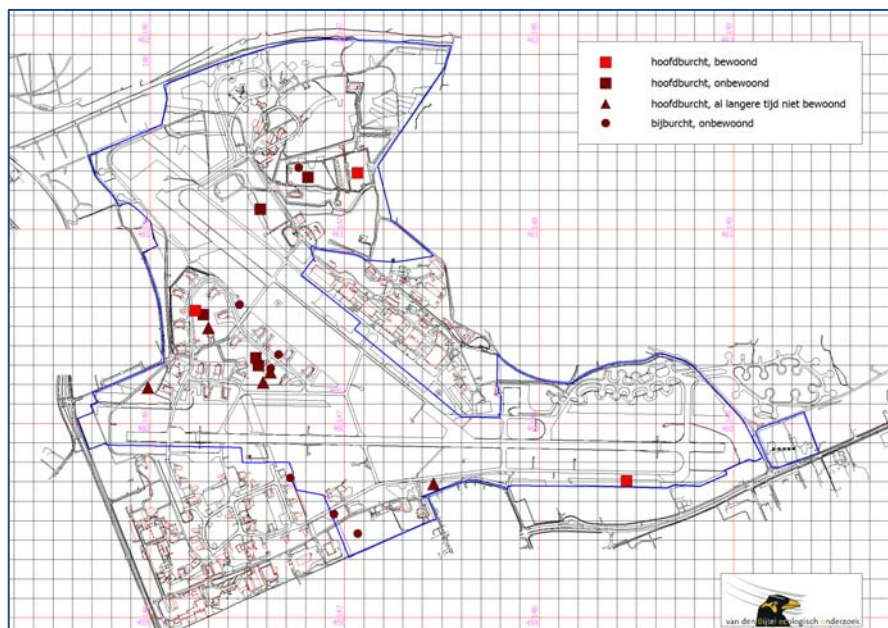 hoofdburcht, bewoond
hoofdburcht, onbewoond
hoofdburcht, al langere tijd niet bewoond
bijburcht, onbewoond
van den Bijtel ecologisch onderzoek